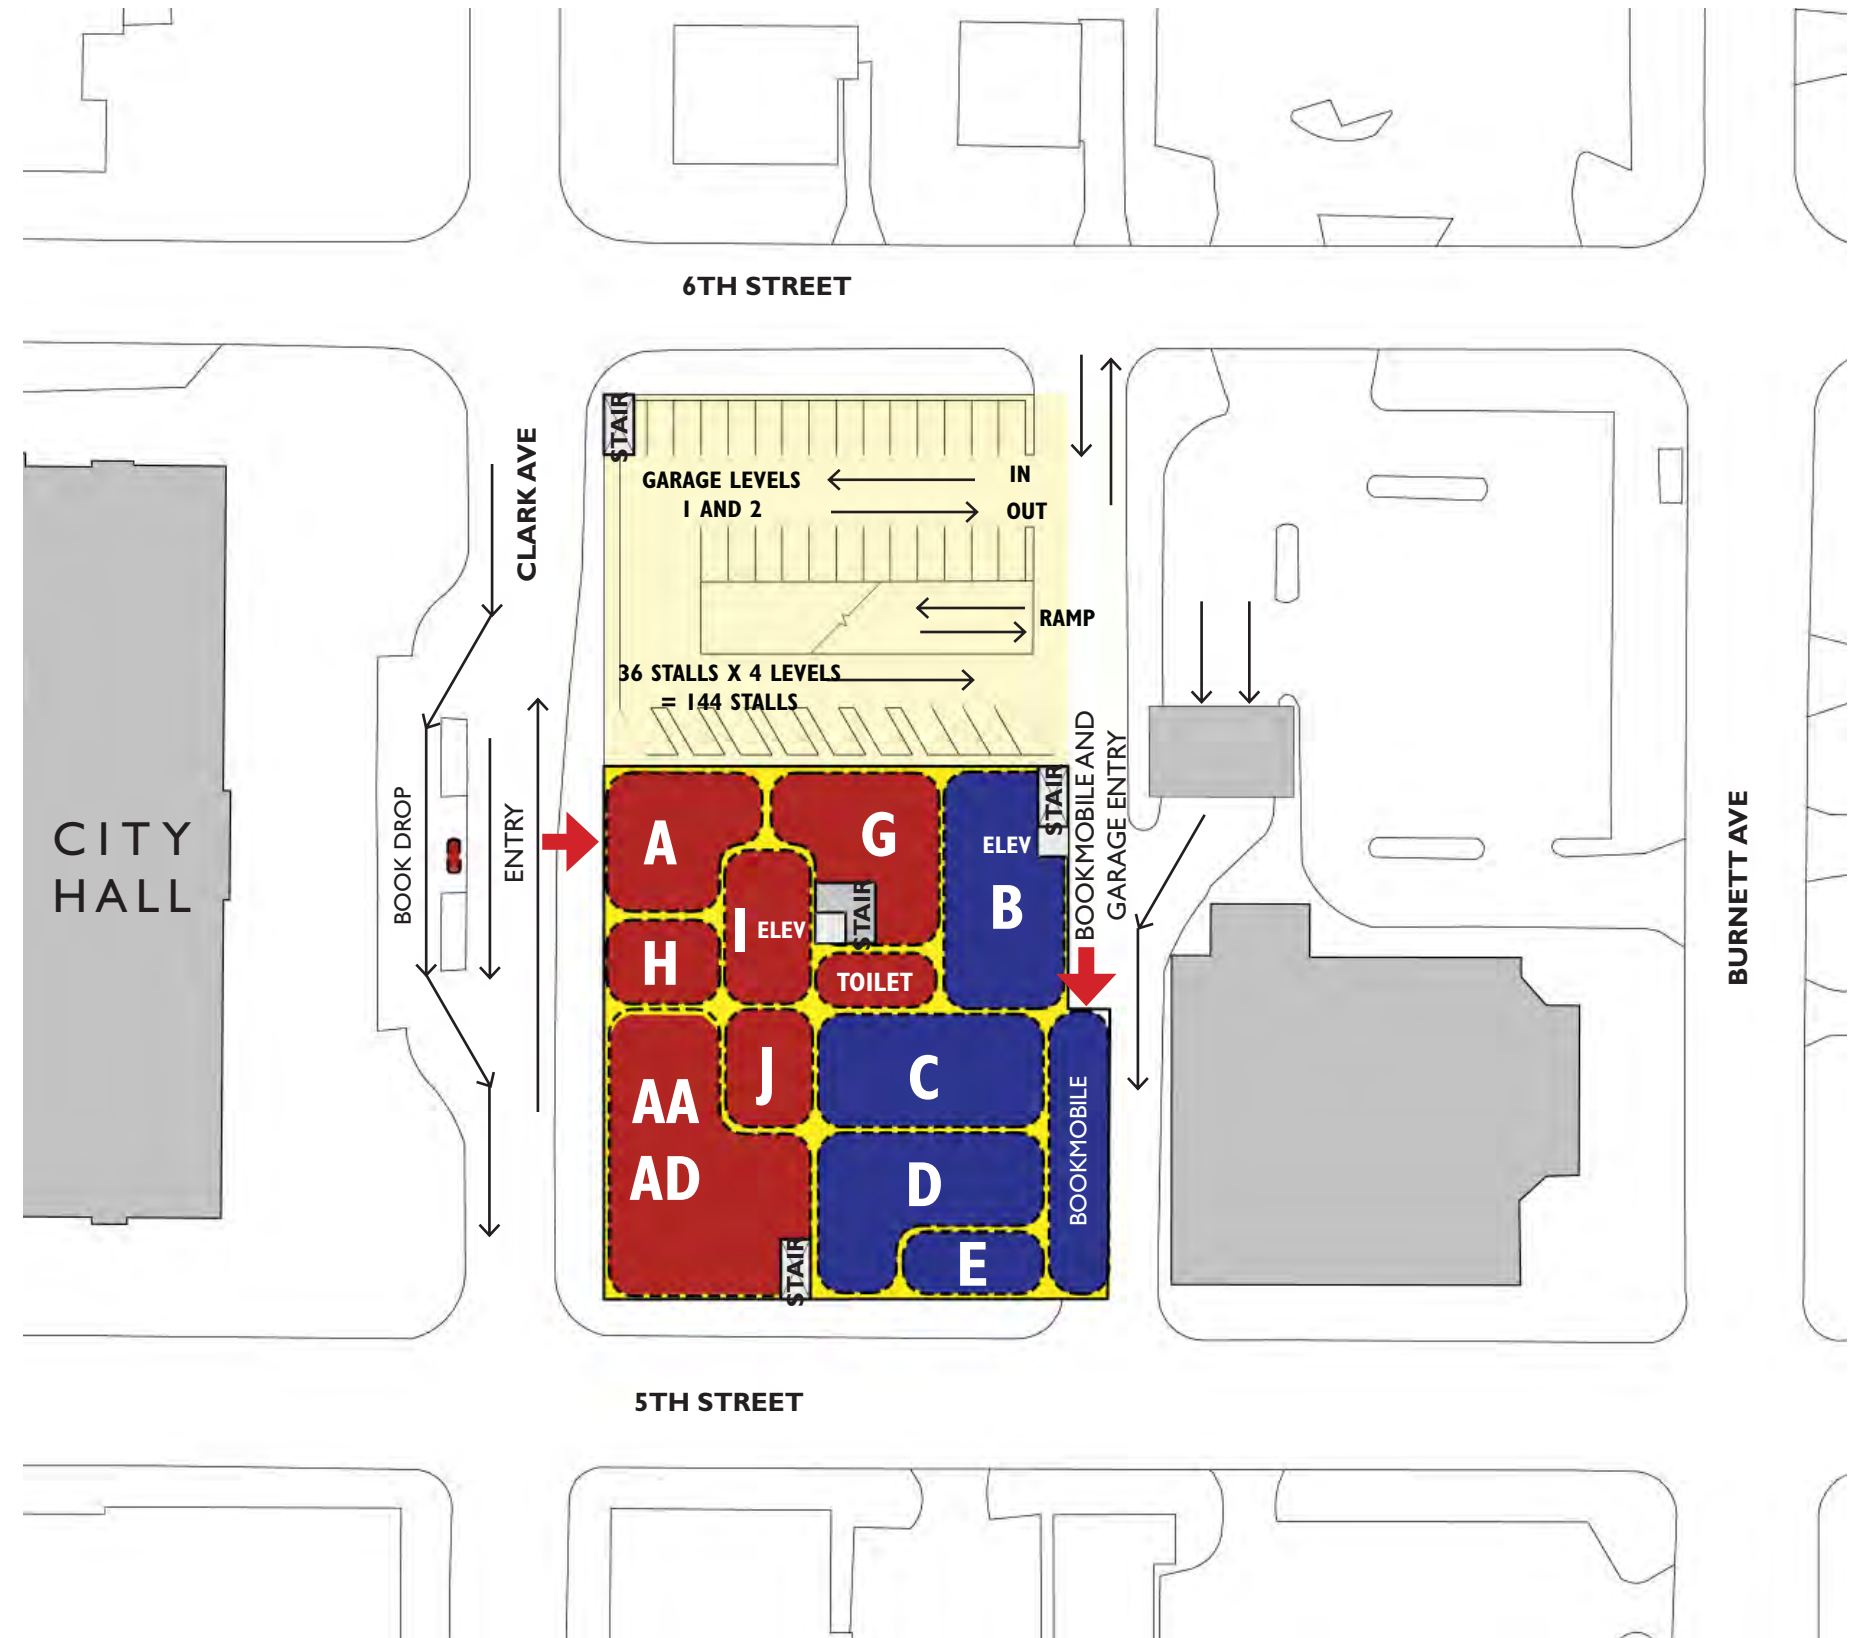 6TH STREET
STAIR
CLARK AVE
GARAGE LEVELS
1 AND 2
IN
OUT
RAMP
36 STALLS X 4 LEVELS
= 144 STALLS
CITY
HALL
BOOK DROP
ENTRY
A
G
ELEV
B
STAIR
BOOKMOBILE AND
GARAGE ENTRY
BURNETT AVE
I
ELEV
STAIR
H
TOILET
AA
AD
J
C
D
E
BOOKMOBILE
STAIR
5TH STREET